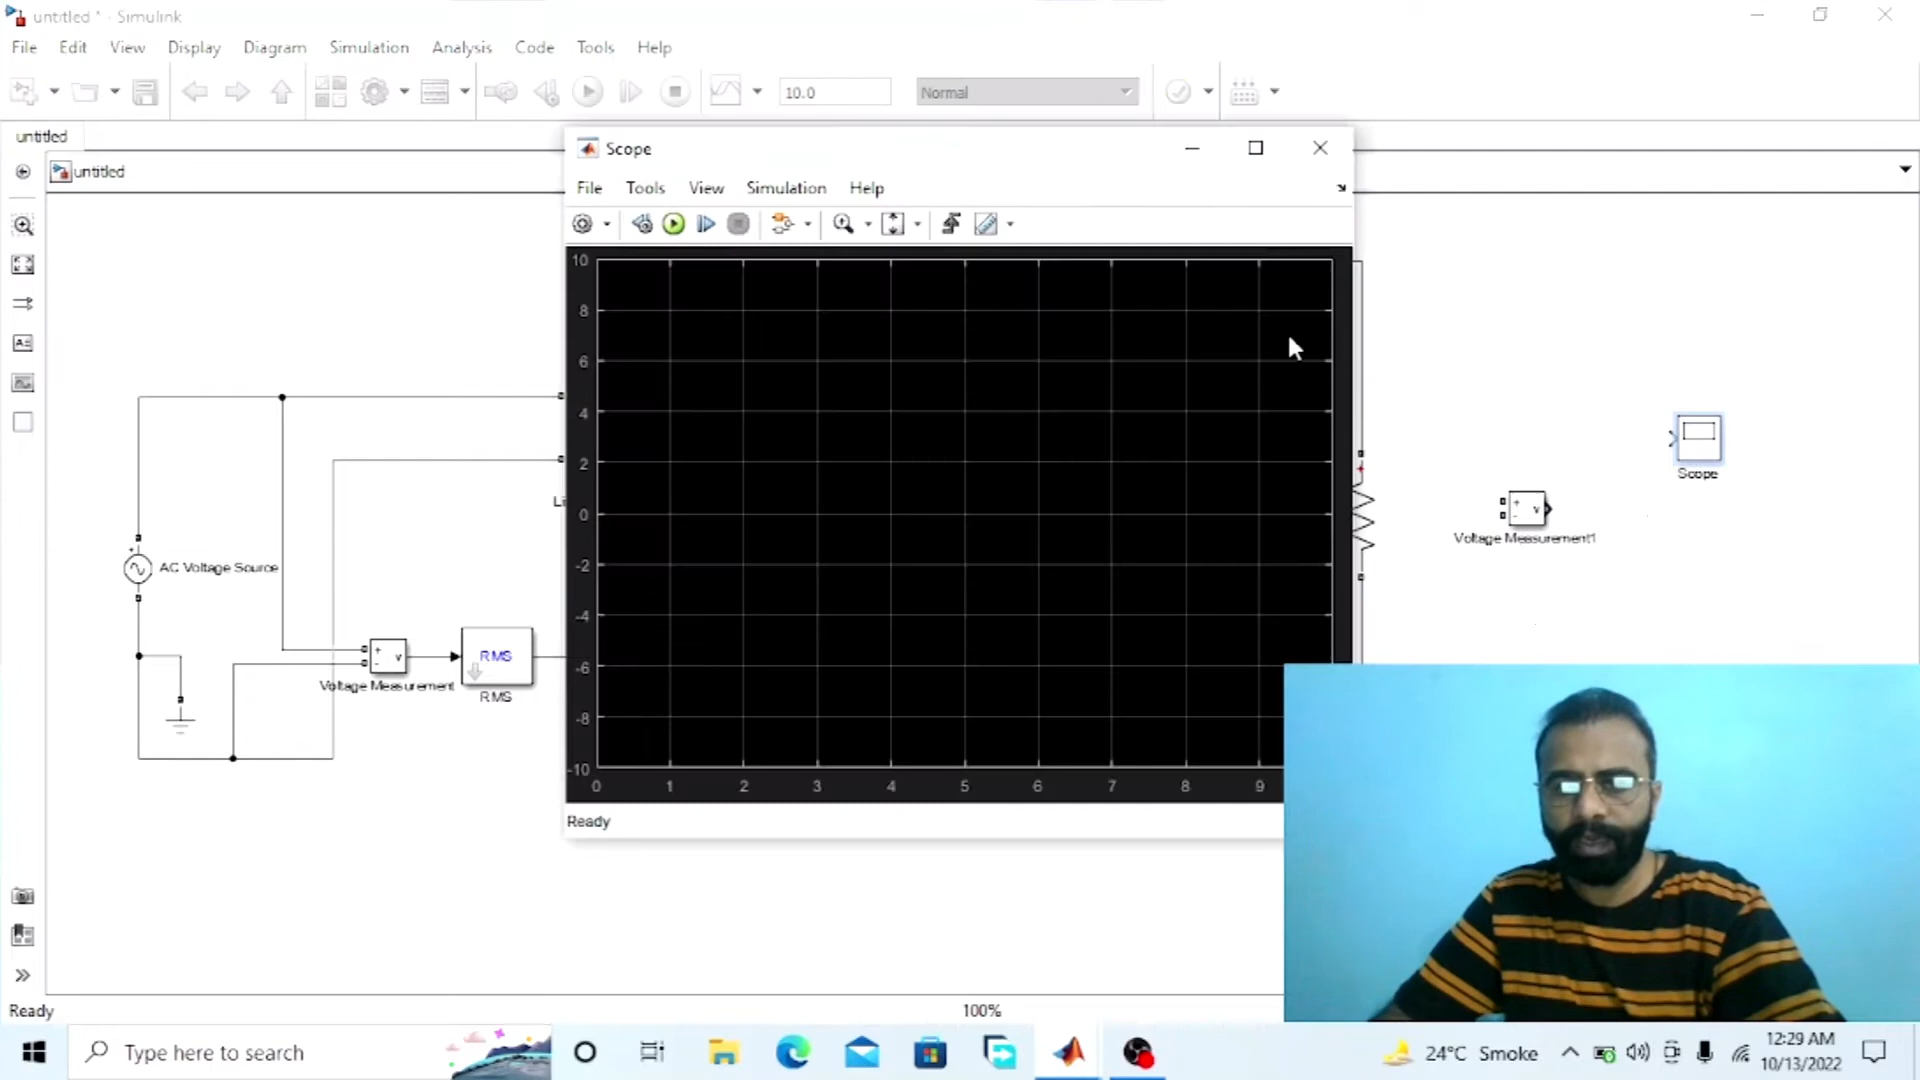 untitled * - Simulink
File Edit View Display Diagram Simulation Analysis Code Tools Help
10.0
Normal
untitled
untitled
Scope
File Tools View Simulation Help
10
8
6
4
2
0
-2
-4
-6
-8
-10
0 1 2 3 4 5 6 7 8 9
Ready
AC Voltage Source
+
v
-
Voltage Measurement
RMS
RMS
Li
+
v
-
Voltage Measurement1
Scope
Ready
100%
Type here to search
24°C Smoke
12:29 AM
10/13/2022